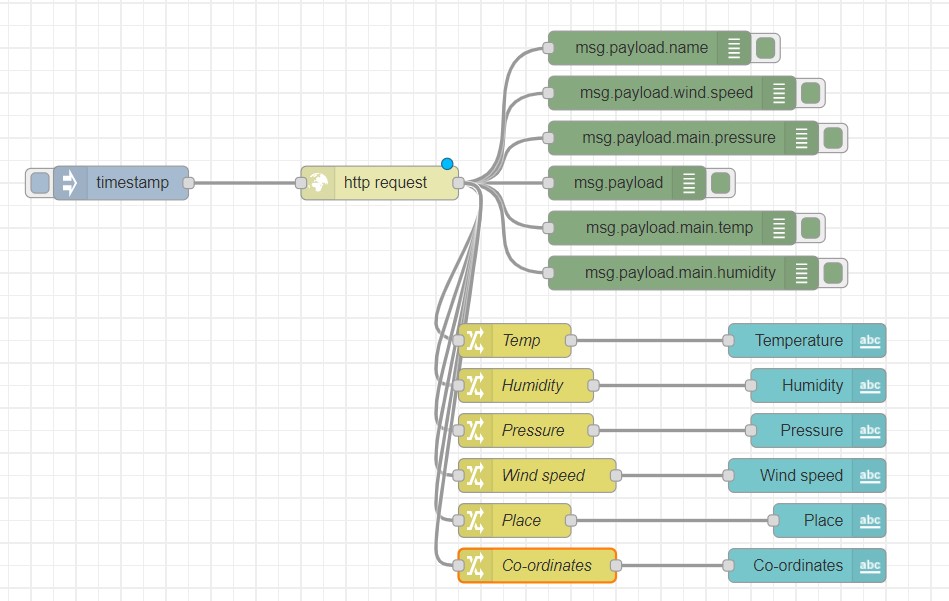 msg.payload.name
msg.payload.wind.speed
msg.payload.main.pressure
timestamp
http request
msg.payload
msg.payload.main.temp
msg.payload.main.humidity
Temp
Temperature abc
Humidity
Humidity abc
Pressure
Pressure abc
Wind speed
Wind speed abc
Place
Place abc
Co-ordinates
Co-ordinates abc